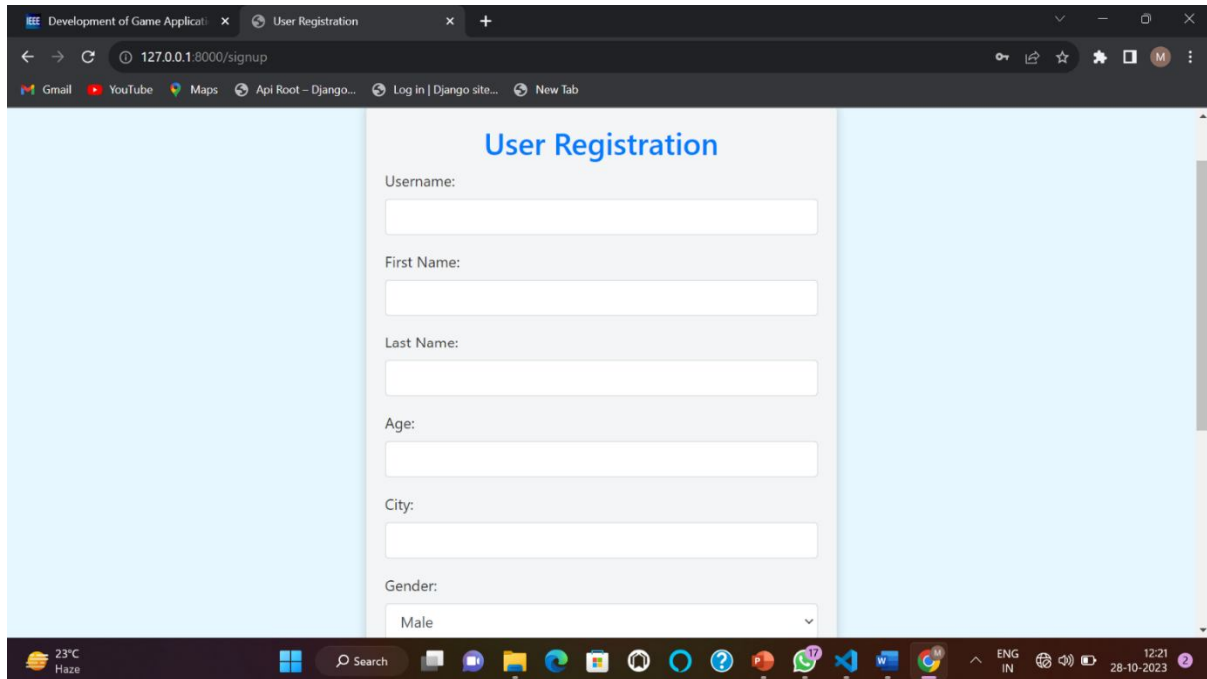 IEEE Development of Game Applicati
User Registration
127.0.0.1:8000/signup
M
Gmail
YouTube
Maps
Api Root – Django...
Log in | Django site...
New Tab
User Registration
Username:
First Name:
Last Name:
Age:
City:
Gender:
Male
23°C
Haze
Search
17
M
ENG
IN
12:21
28-10-2023
2